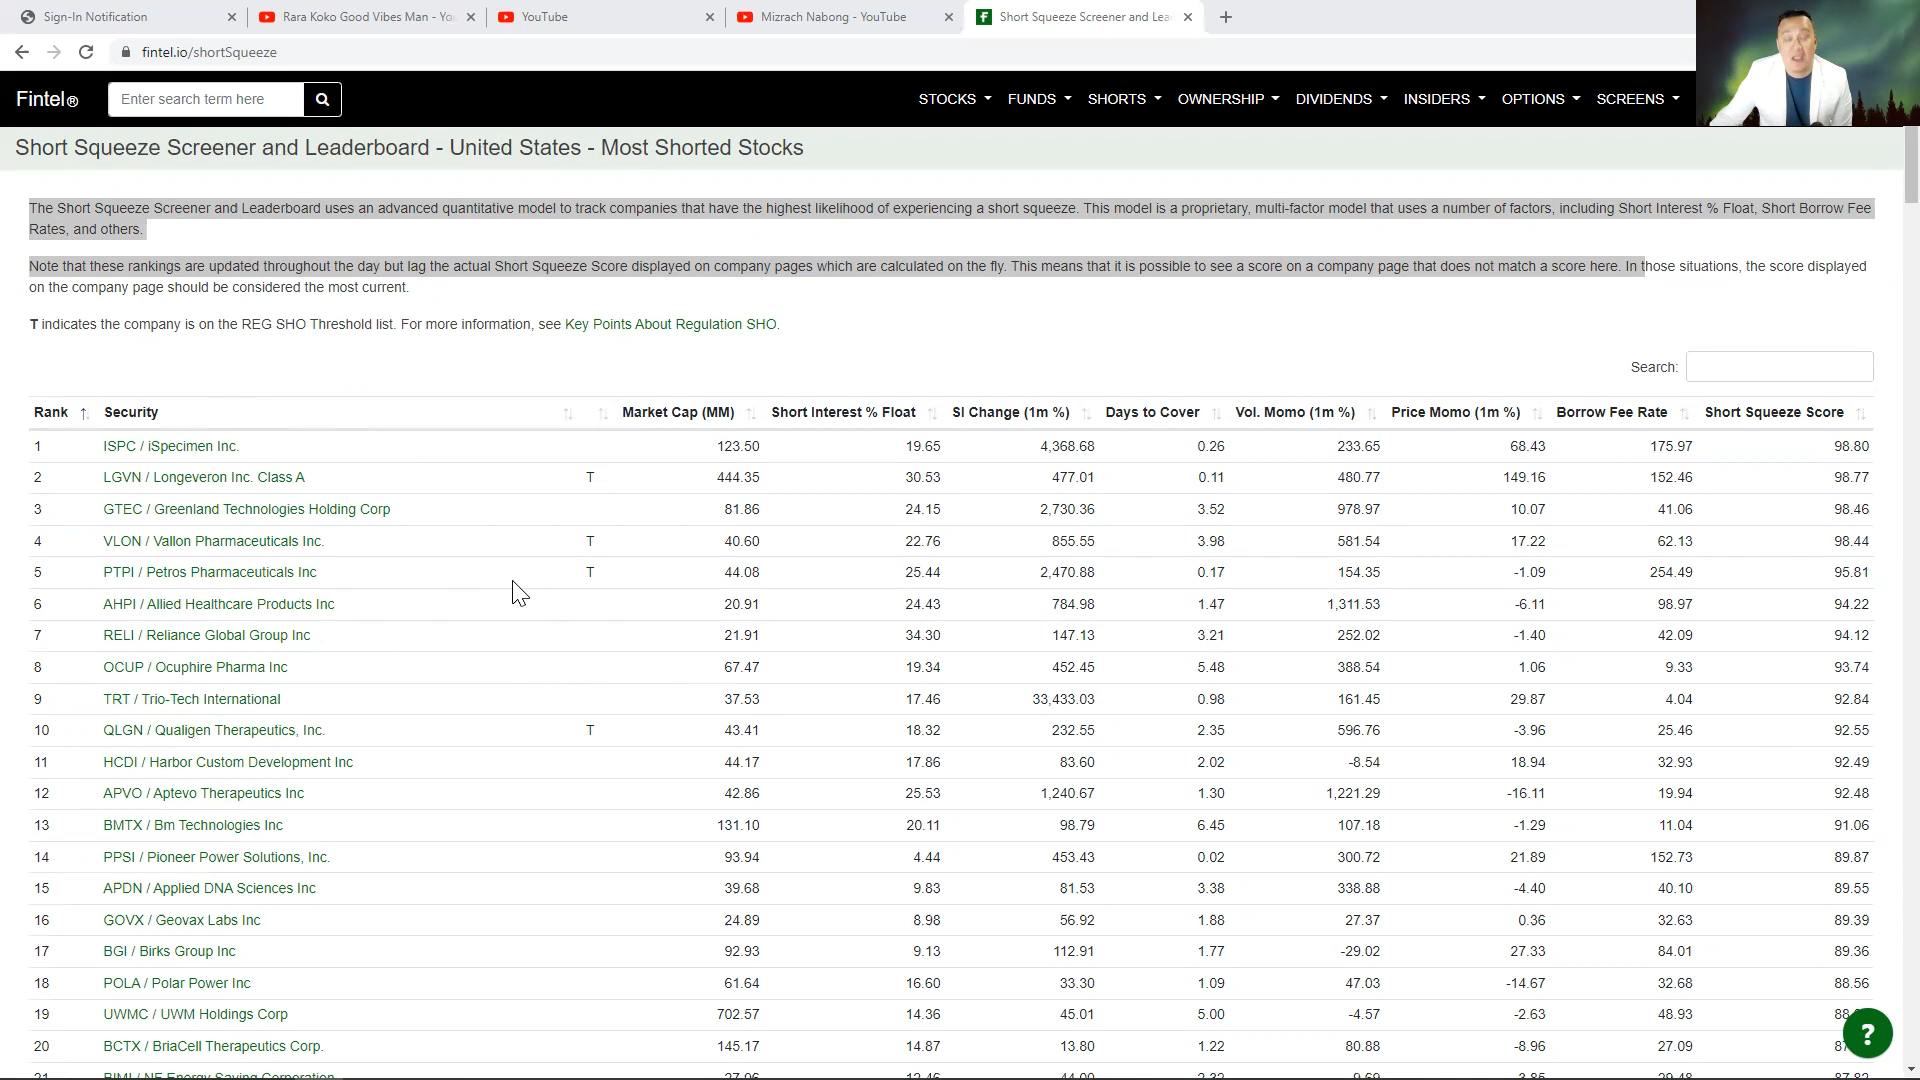 Sign-In Notification
Rara Koko Good Vibes Man - Yo
YouTube
Mizrach Nabong - YouTube
Short Squeeze Screener and Lea
fintel.io/shortSqueeze
Fintel®
Enter search term here
STOCKS FUNDS SHORTS OWNERSHIP DIVIDENDS INSIDERS OPTIONS SCREENS
Short Squeeze Screener and Leaderboard - United States - Most Shorted Stocks
The Short Squeeze Screener and Leaderboard uses an advanced quantitative model to track companies that have the highest likelihood of experiencing a short squeeze. This model is a proprietary, multi-factor model that uses a number of factors, including Short Interest % Float, Short Borrow Fee
Rates, and others.
Note that these rankings are updated throughout the day but lag the actual Short Squeeze Score displayed on company pages which are calculated on the fly. This means that it is possible to see a score on a company page that does not match a score here. In those situations, the score displayed
on the company page should be considered the most current.
T indicates the company is on the REG SHO Threshold list. For more information, see Key Points About Regulation SHO.
Search:
Rank Security Market Cap (MM) Short Interest % Float SI Change (1m %) Days to Cover Vol. Momo (1m %) Price Momo (1m %) Borrow Fee Rate Short Squeeze Score
1 ISPC / iSpecimen Inc. 123.50 19.65 4,368.68 0.26 233.65 68.43 175.97 98.80
2 LGVN / Longeveron Inc. Class A T 444.35 30.53 477.01 0.11 480.77 149.16 152.46 98.77
3 GTEC / Greenland Technologies Holding Corp 81.86 24.15 2,730.36 3.52 978.97 10.07 41.06 98.46
4 VLON / Vallon Pharmaceuticals Inc. T 40.60 22.76 855.55 3.98 581.54 17.22 62.13 98.44
5 PTPI / Petros Pharmaceuticals Inc T 44.08 25.44 2,470.88 0.17 154.35 -1.09 254.49 95.81
6 AHPI / Allied Healthcare Products Inc 20.91 24.43 784.98 1.47 1,311.53 -6.11 98.97 94.22
7 RELI / Reliance Global Group Inc 21.91 34.30 147.13 3.21 252.02 -1.40 42.09 94.12
8 OCUP / Ocuphire Pharma Inc 67.47 19.34 452.45 5.48 388.54 1.06 9.33 93.74
9 TRT / Trio-Tech International 37.53 17.46 33,433.03 0.98 161.45 29.87 4.04 92.84
10 QLGN / Qualigen Therapeutics, Inc. T 43.41 18.32 232.55 2.35 596.76 -3.96 25.46 92.55
11 HCDI / Harbor Custom Development Inc 44.17 17.86 83.60 2.02 -8.54 18.94 32.93 92.49
12 APVO / Aptevo Therapeutics Inc 42.86 25.53 1,240.67 1.30 1,221.29 -16.11 19.94 92.48
13 BMTX / Bm Technologies Inc 131.10 20.11 98.79 6.45 107.18 -1.29 11.04 91.06
14 PPSI / Pioneer Power Solutions, Inc. 93.94 4.44 453.43 0.02 300.72 21.89 152.73 89.87
15 APDN / Applied DNA Sciences Inc 39.68 9.83 81.53 3.38 338.88 -4.40 40.10 89.55
16 GOVX / Geovax Labs Inc 24.89 8.98 56.92 1.88 27.37 0.36 32.63 89.39
17 BGI / Birks Group Inc 92.93 9.13 112.91 1.77 -29.02 27.33 84.01 89.36
18 POLA / Polar Power Inc 61.64 16.60 33.30 1.09 47.03 -14.67 32.68 88.56
19 UWMC / UWM Holdings Corp 702.57 14.36 45.01 5.00 -4.57 -2.63 48.93 88
20 BCTX / BriaCell Therapeutics Corp. 145.17 14.87 13.80 1.22 80.88 -8.96 27.09 87
?